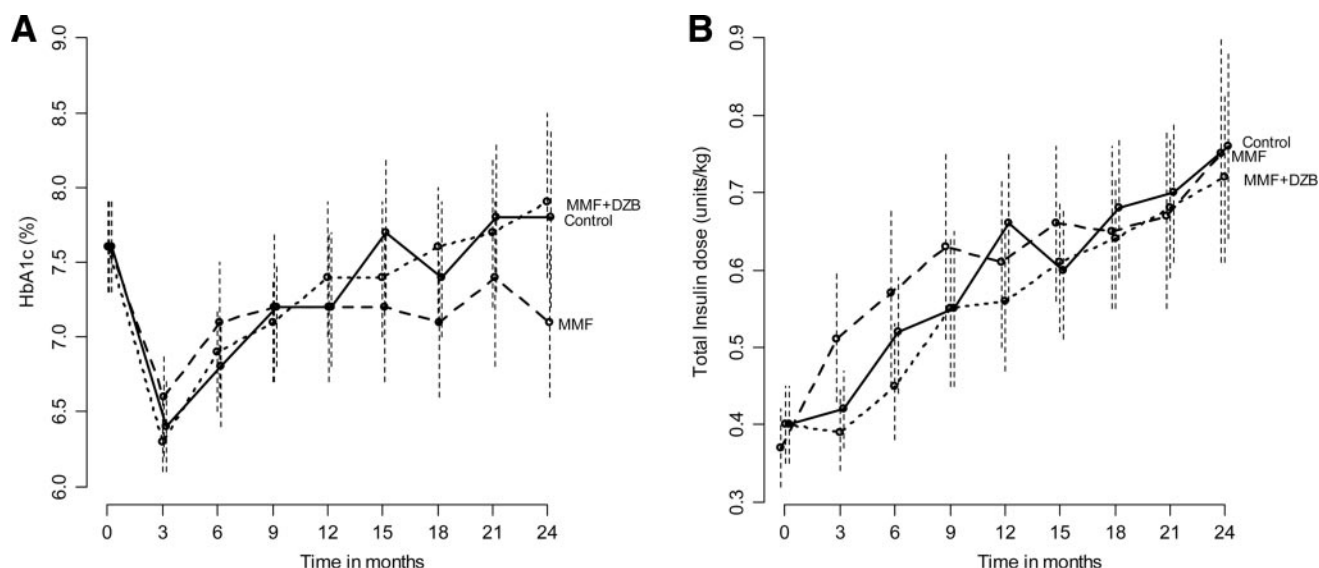 A
HbA1c (%)
9.0
8.5
8.0
7.5
7.0
6.5
6.0
MMF+DZB
Control
MMF
0 3 6 9 12 15 18 21 24
Time in months
B
Total Insulin dose (units/kg)
0.9
0.8
0.7
0.6
0.5
0.4
0.3
Control
MMF
MMF+DZB
0 3 6 9 12 15 18 21 24
Time in months